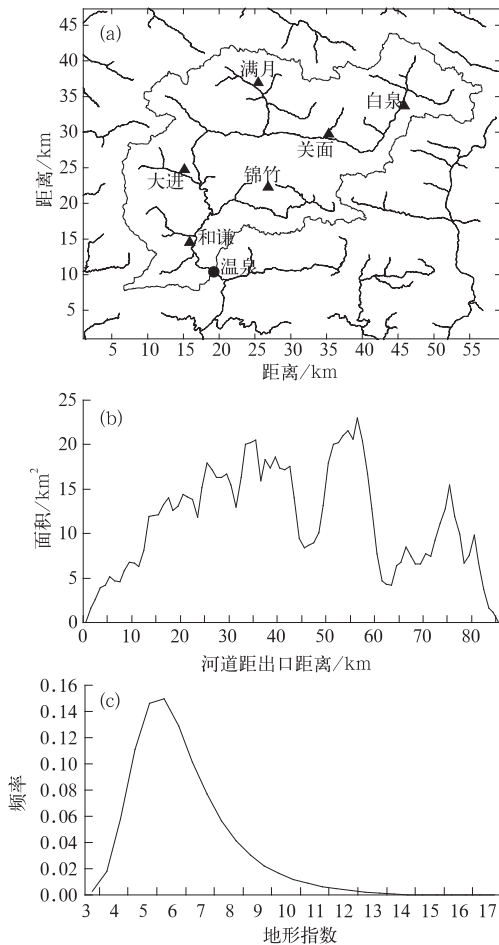 (a)
45
40
35
30
25
20
15
10
5
距离/km
满月
白泉
关面
大进
锦竹
和谦
温泉
5 10 15 20 25 30 35 40 45 50 55
距离/km
(b)
25
20
15
10
5
0
面积/km²
0 10 20 30 40 50 60 70 80
河道距出口距离/km
(c)
0.16
0.14
0.12
0.10
0.08
0.06
0.04
0.02
0.00
频率
3 4 5 6 7 8 9 10 11 12 13 14 15 16 17
地形指数